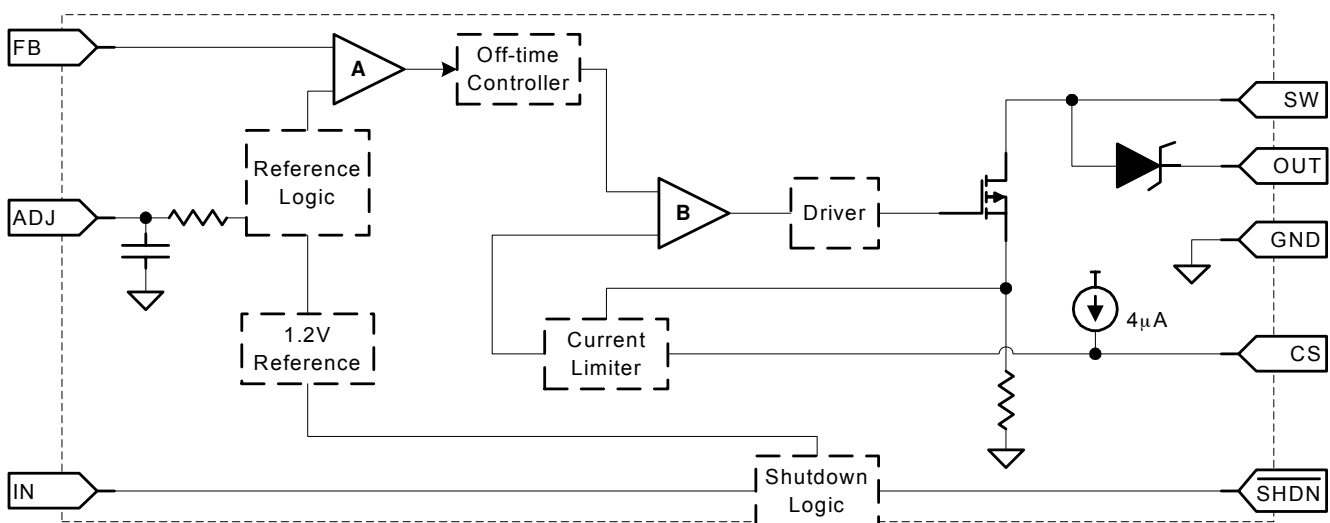 FB
A
Off-time
Controller
SW
Reference
Logic
OUT
ADJ
B
Driver
GND
1.2V
Reference
Current
Limiter
4μA
CS
IN
Shutdown
Logic
SHDN